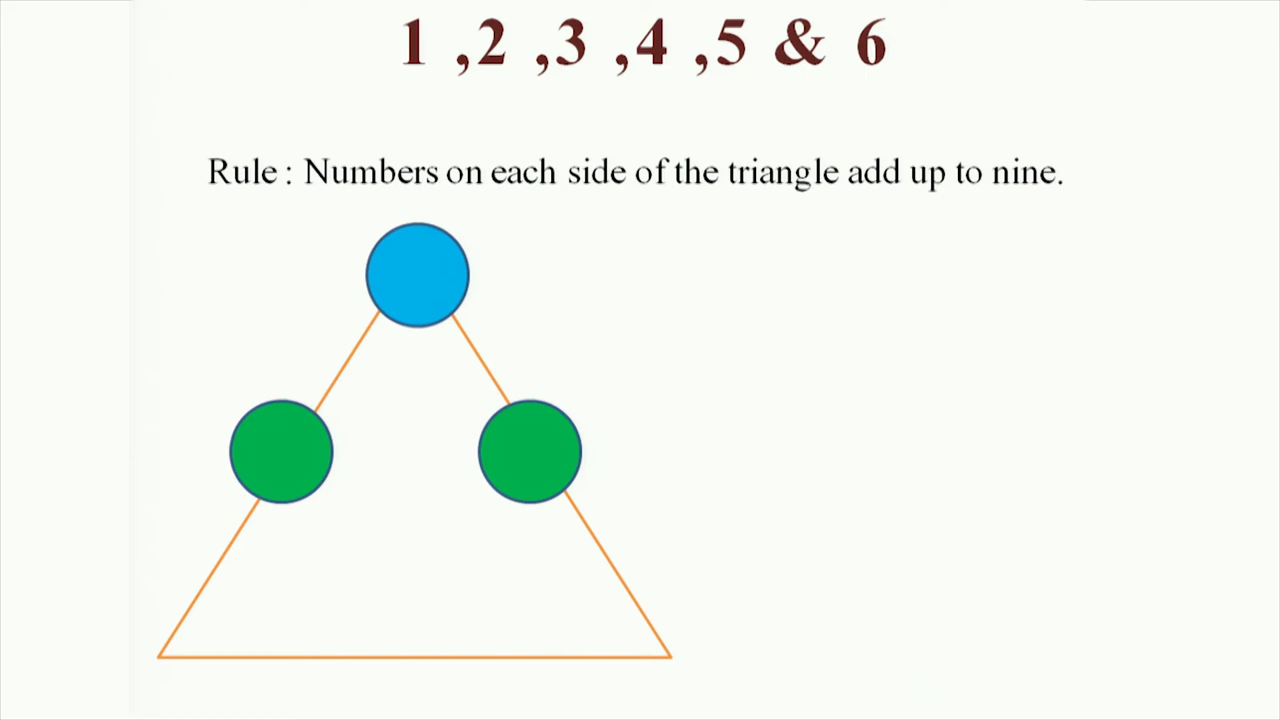 1 ,2 ,3 ,4 ,5 & 6
Rule : Numbers on each side of the triangle add up to nine.